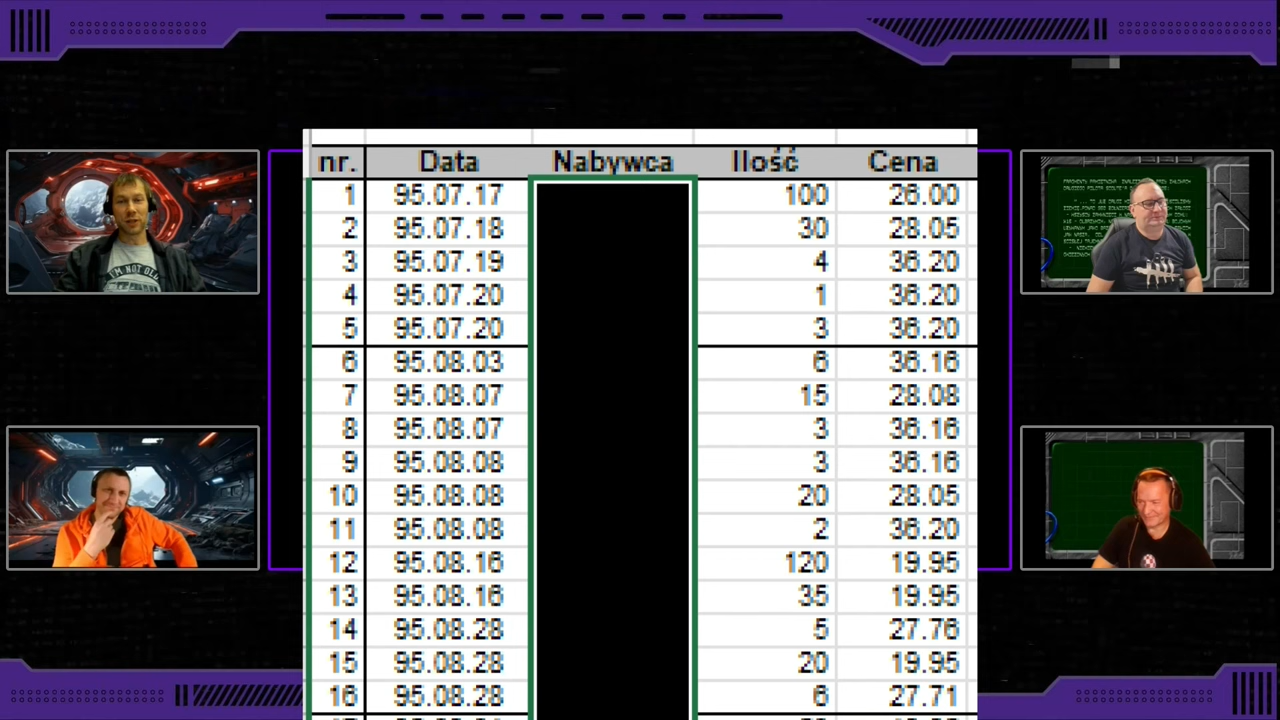 nr. Data Nabywca Ilość Cena
1 95.07.17 100 26.00
2 95.07.18 30 28.05
3 95.07.19 4 36.20
4 95.07.20 1 36.20
5 95.07.20 3 36.20
6 95.08.03 6 36.16
7 95.08.07 15 28.08
8 95.08.07 3 36.16
9 95.08.08 3 36.16
10 95.08.08 20 28.05
11 95.08.08 2 36.20
12 95.08.16 120 19.95
13 95.08.16 35 19.95
14 95.08.28 5 27.76
15 95.08.28 20 19.95
16 95.08.28 6 27.71
I'M NOT OLD